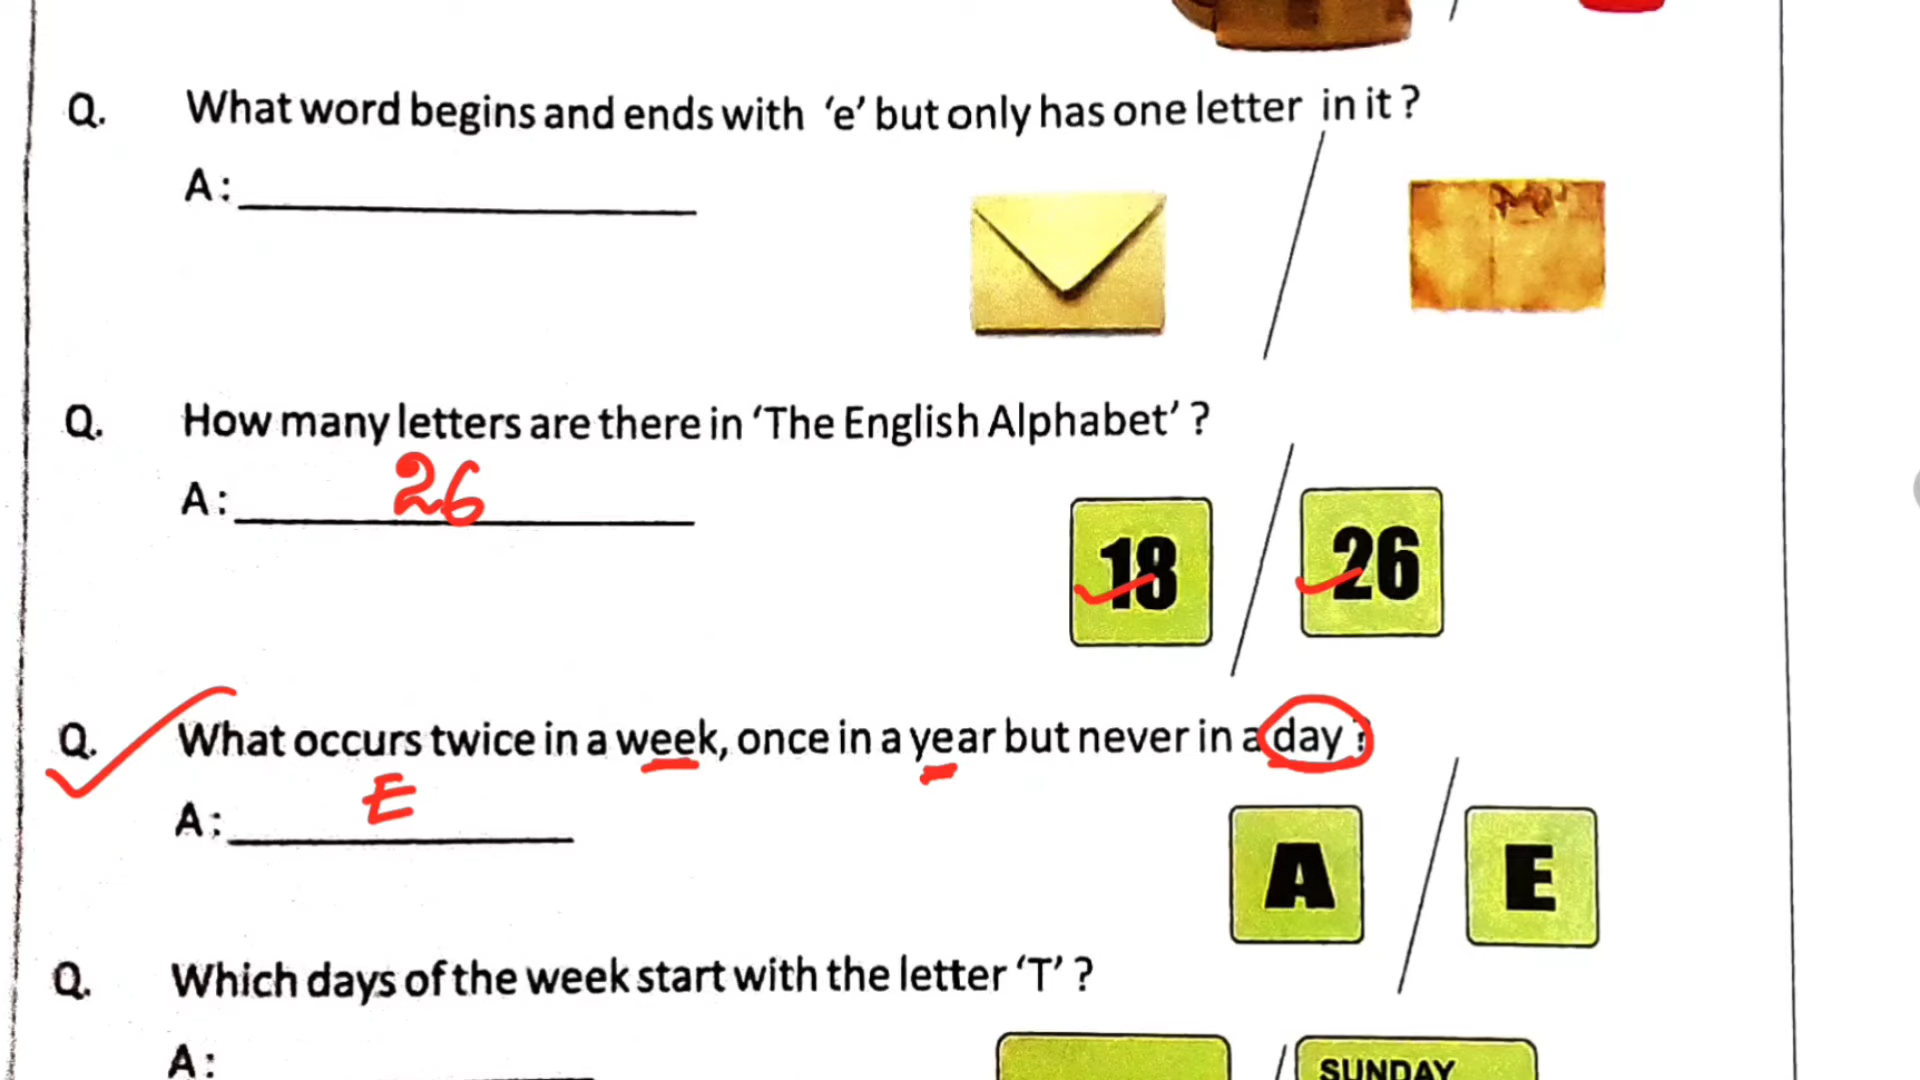 Q. What word begins and ends with ‘e’ but only has one letter in it ?
A :
Q. How many letters are there in ‘The English Alphabet’ ?
A : 26
18 / 26
Q. What occurs twice in a week, once in a year but never in a day ?
A : E
A / E
Q. Which days of the week start with the letter ‘T’ ?
A :
/ SUNDAY